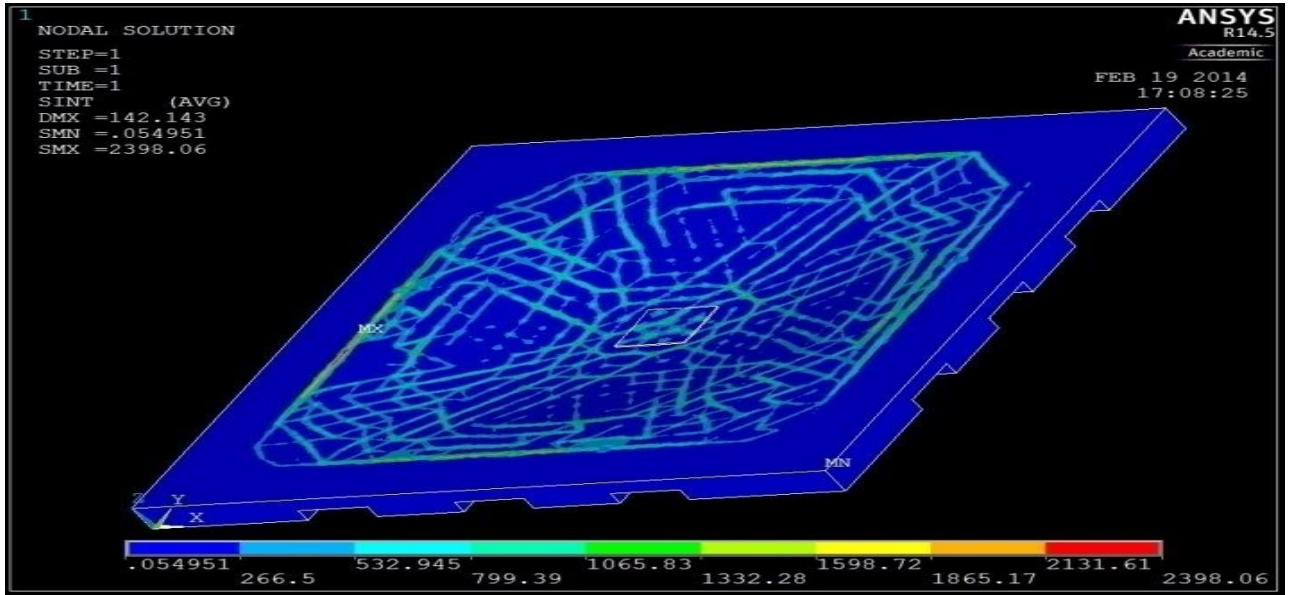 1
NODAL SOLUTION
STEP=1
SUB =1
TIME=1
SINT (AVG)
DMX =142.143
SMN =.054951
SMX =2398.06
ANSYS
R14.5
Academic
FEB 19 2014
17:08:25
MX
MN
Z Y
X
.054951 532.945 1065.83 1598.72 2131.61
266.5 799.39 1332.28 1865.17 2398.06